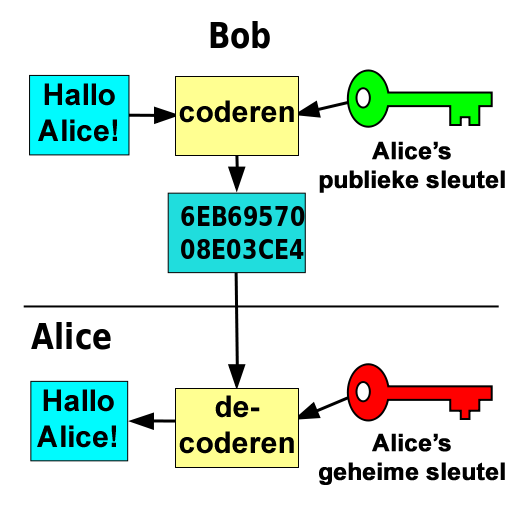 Bob
Hallo
Alice!
coderen
Alice’s
publieke sleutel
6EB69570
08E03CE4
Alice
Hallo
Alice!
de-
coderen
Alice’s
geheime sleutel